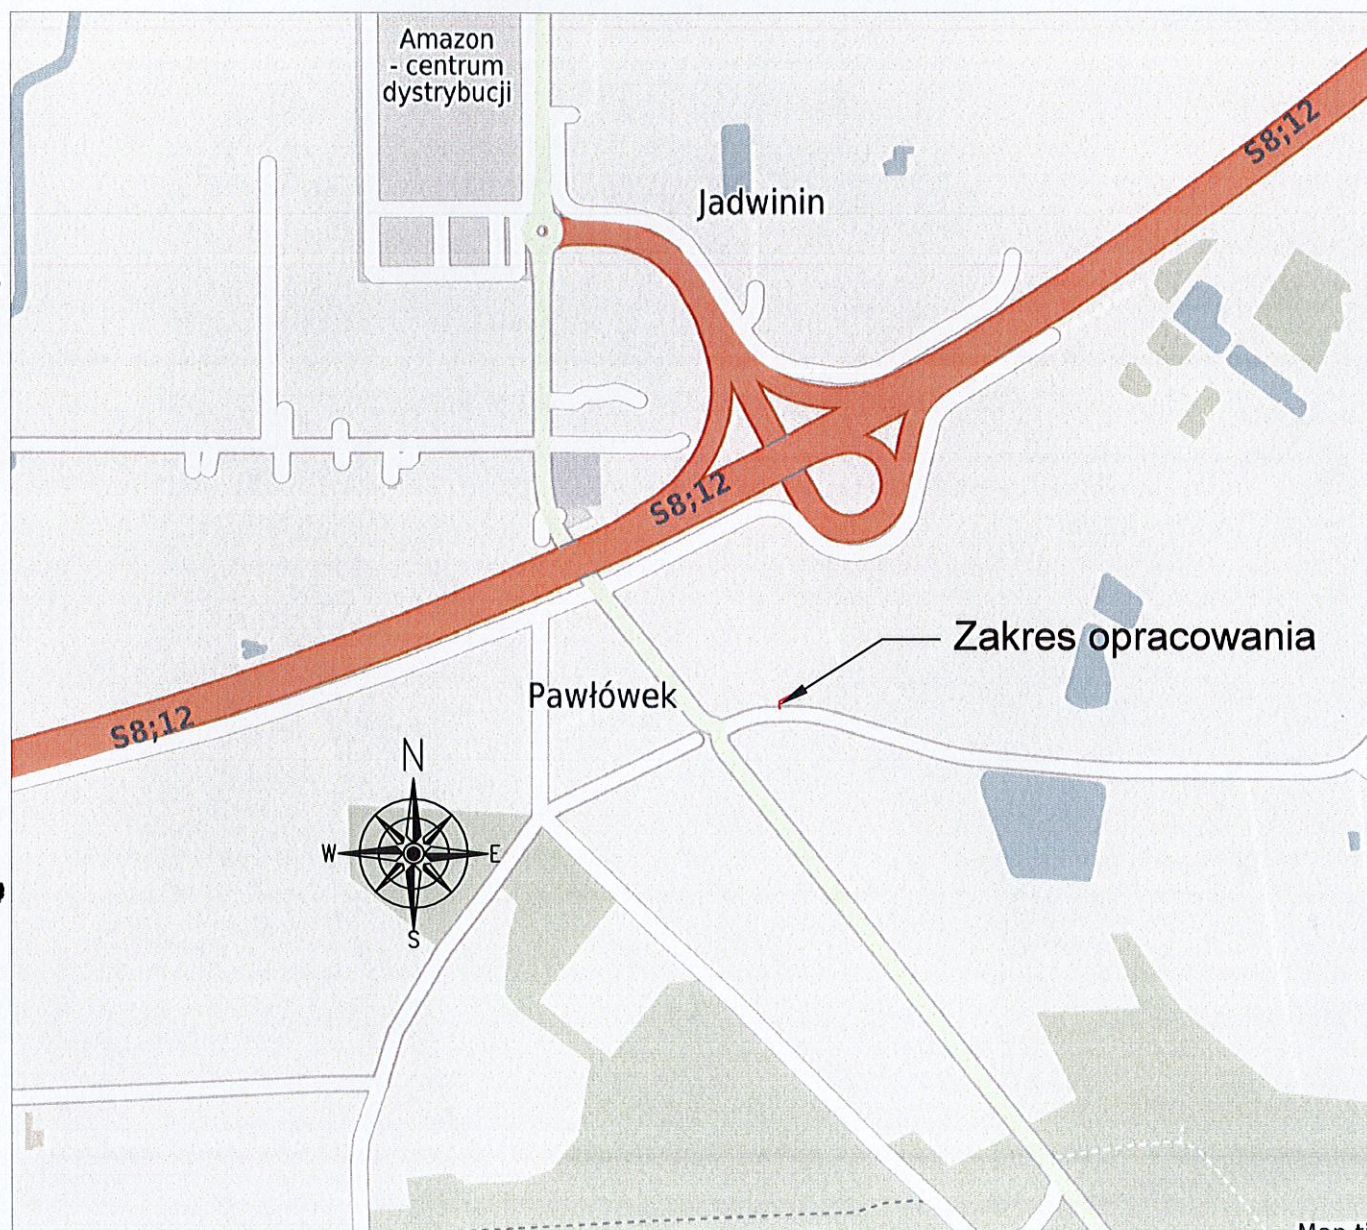 Amazon
- centrum
dystrybucji
S8;12
Jadwinin
S8;12
Zakres opracowania
Pawłówek
S8;12
N
W
E
S